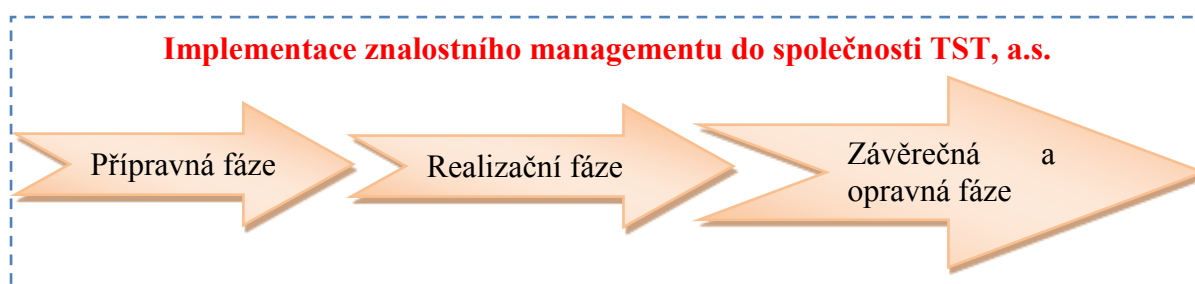 Implementace znalostního managementu do společnosti TST, a.s.
Přípravná fáze
Realizační fáze
Závěrečná a
opravná fáze